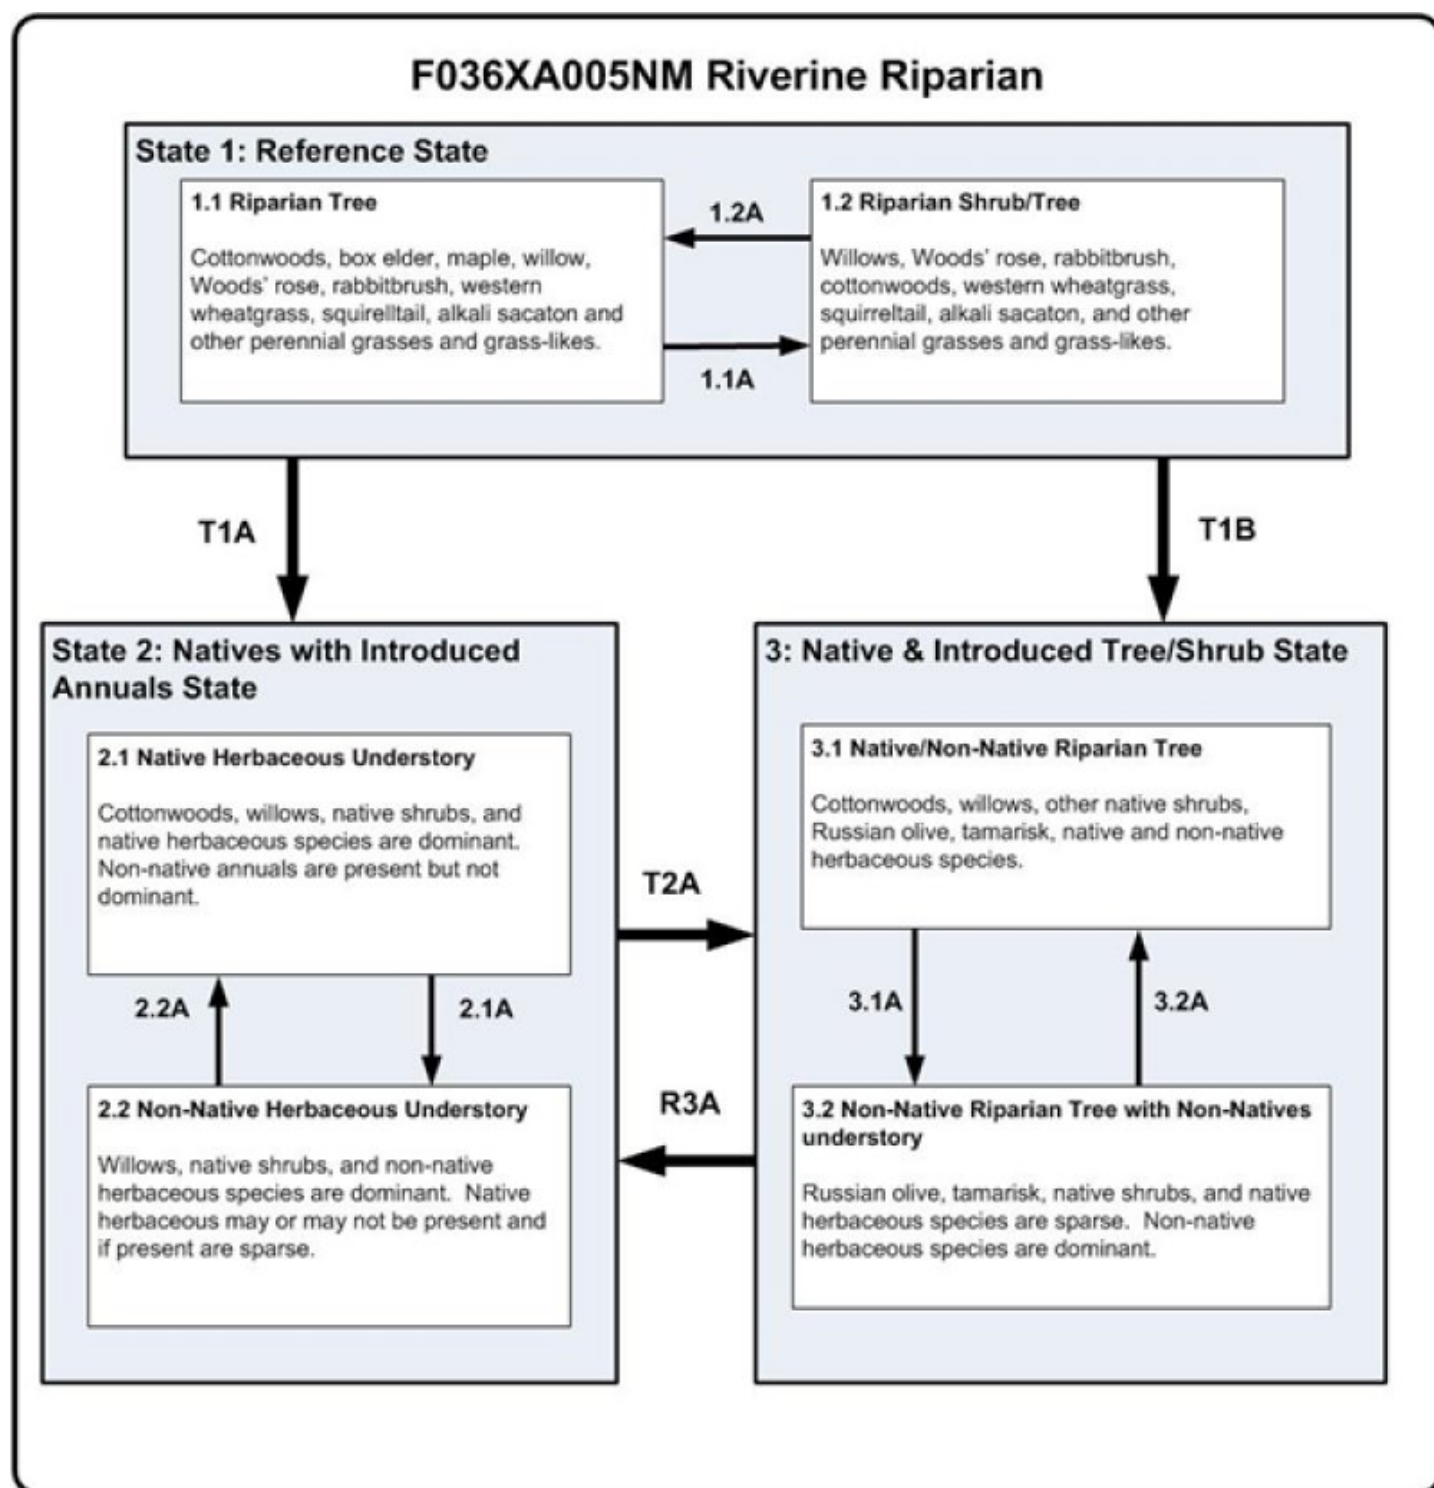 F036XA005NM Riverine Riparian
State 1: Reference State
1.1 Riparian Tree
Cottonwoods, box elder, maple, willow,
Woods' rose, rabbitbrush, western
wheatgrass, squirelltail, alkali sacaton and
other perennial grasses and grass-likes.
1.2A
1.1A
1.2 Riparian Shrub/Tree
Willows, Woods' rose, rabbitbrush,
cottonwoods, western wheatgrass,
squirreltail, alkali sacaton, and other
perennial grasses and grass-likes.
T1A
T1B
State 2: Natives with Introduced
Annuals State
2.1 Native Herbaceous Understory
Cottonwoods, willows, native shrubs, and
native herbaceous species are dominant.
Non-native annuals are present but not
dominant.
2.2A
2.1A
2.2 Non-Native Herbaceous Understory
Willows, native shrubs, and non-native
herbaceous species are dominant. Native
herbaceous may or may not be present and
if present are sparse.
T2A
R3A
3: Native & Introduced Tree/Shrub State
3.1 Native/Non-Native Riparian Tree
Cottonwoods, willows, other native shrubs,
Russian olive, tamarisk, native and non-native
herbaceous species.
3.1A
3.2A
3.2 Non-Native Riparian Tree with Non-Natives
understory
Russian olive, tamarisk, native shrubs, and native
herbaceous species are sparse. Non-native
herbaceous species are dominant.